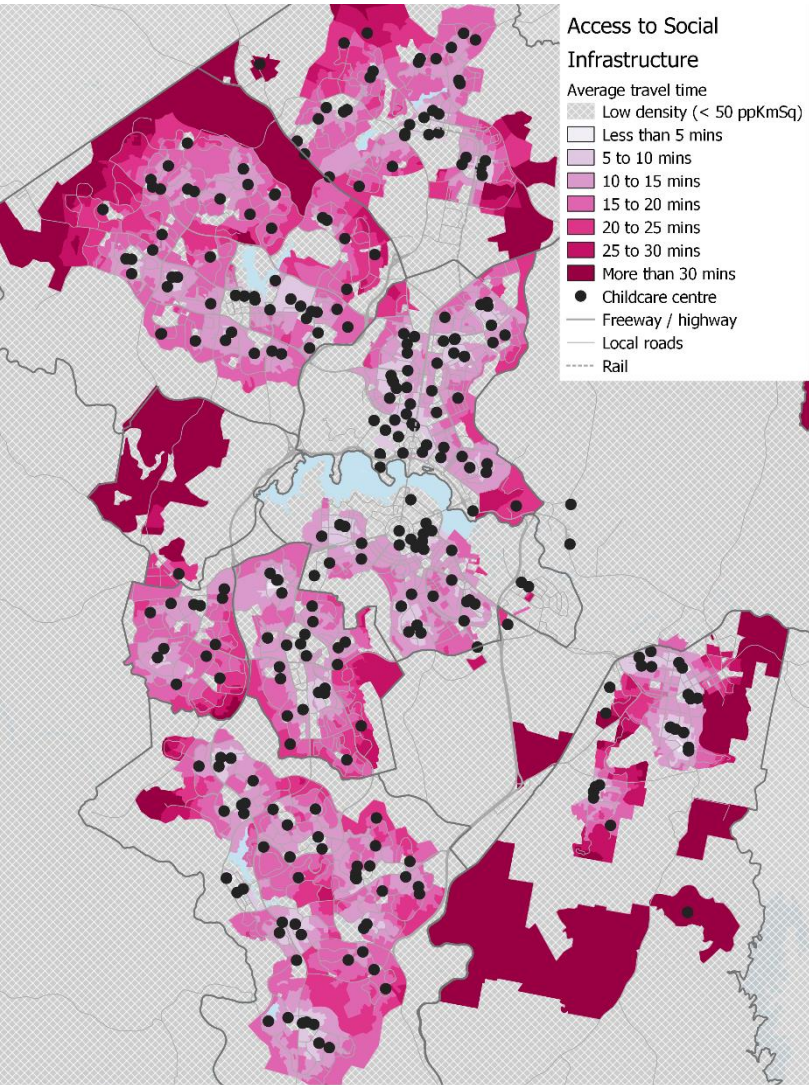 Access to Social
Infrastructure
Average travel time
Low density (< 50 ppKmSq)
Less than 5 mins
5 to 10 mins
10 to 15 mins
15 to 20 mins
20 to 25 mins
25 to 30 mins
More than 30 mins
Childcare centre
Freeway / highway
Local roads
Rail